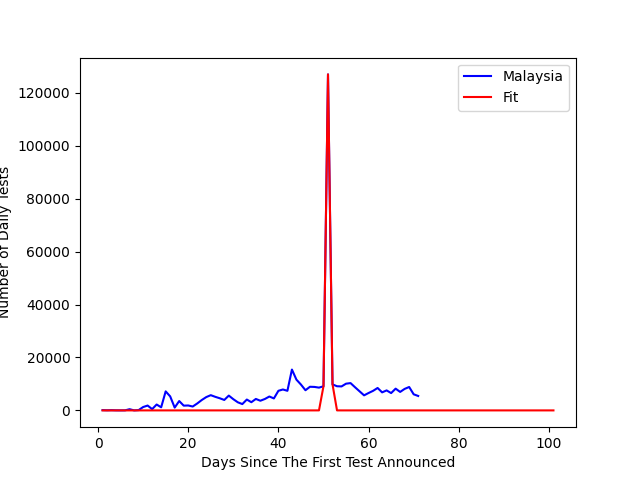 Malaysia
Fit
120000
100000
80000
60000
40000
20000
0
Number of Daily Tests
0 20 40 60 80 100
Days Since The First Test Announced